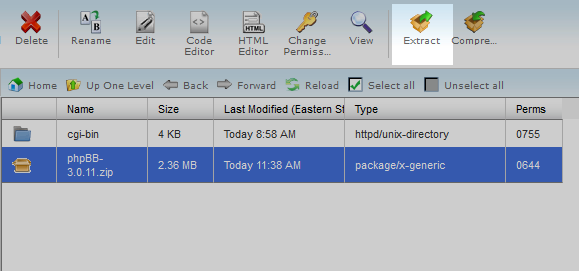 Delete Rename Edit Code Editor HTML Editor Change Permiss... View Extract Compre...
Home Up One Level Back Forward Reload Select all Unselect all
Name Size Last Modified (Eastern St Type Perms
cgi-bin 4 KB Today 8:58 AM httpd/unix-directory 0755
phpBB-3.0.11.zip 2.36 MB Today 11:38 AM package/x-generic 0644